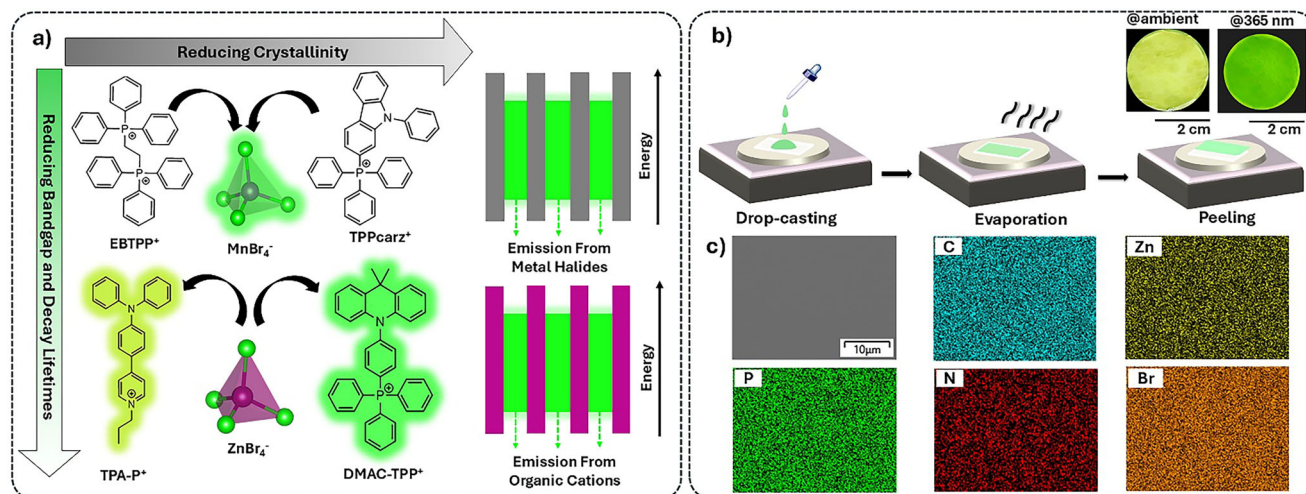 a)
Reducing Crystallinity
Reducing Bandgap and Decay Lifetimes
P
⊕
P
⊕
EBTPP⁺
MnBr₄⁻
N
P
⊕
TPPcarz⁺
Energy
Emission From
Metal Halides
N
N
⊕
TPA-P⁺
ZnBr₄⁻
N
P
⊕
DMAC-TPP⁺
Energy
Emission From
Organic Cations
b)
@ambient
@365 nm
2 cm
2 cm
Drop-casting
Evaporation
Peeling
c)
10μm
C
Zn
P
N
Br